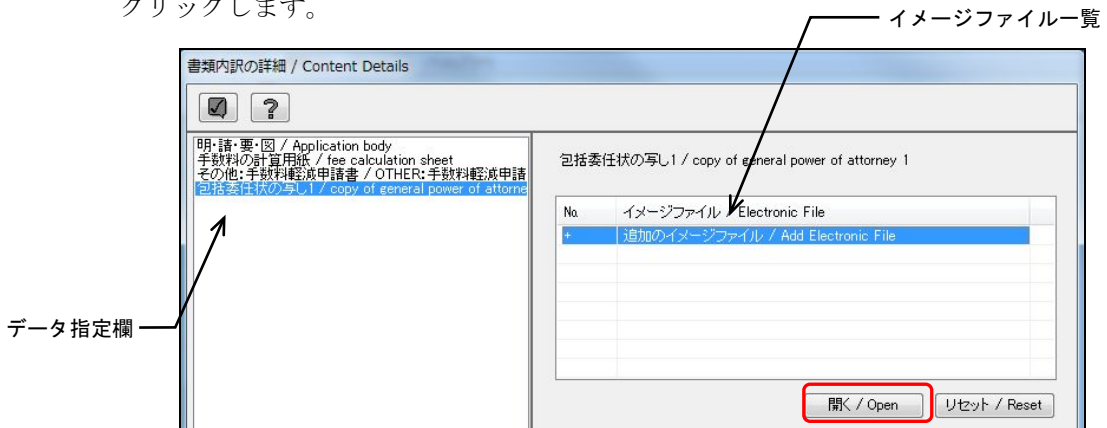 クリックします。
イメージファイル一覧
書類内訳の詳細 / Content Details
?
明・請・要・図 / Application body
手数料の計算用紙 / fee calculation sheet
その他:手数料軽減申請書 / OTHER:手数料軽減申請
包括委任状の写し1 / copy of general power of attorne
包括委任状の写し1 / copy of general power of attorney 1
No. イメージファイル / Electronic File
+ 追加のイメージファイル / Add Electronic File
データ指定欄
開く / Open リセット / Reset